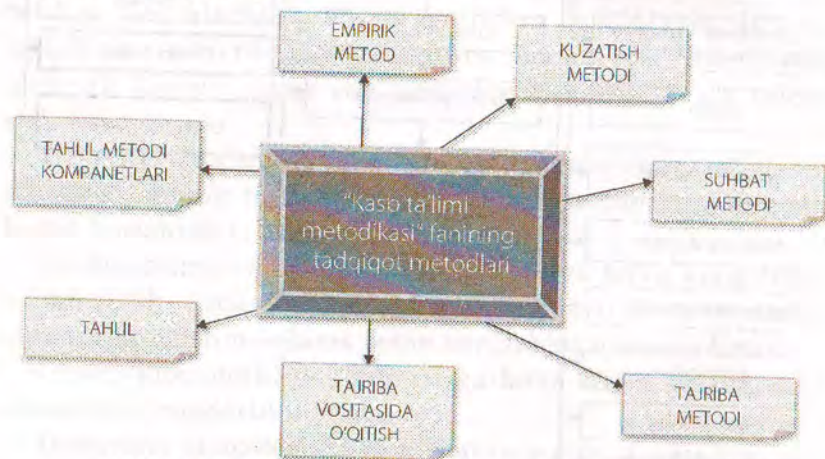 EMPIRIK
METOD
KUZATISH
METODI
TAHLIL METODI
KOMPANETLARI
SUHBAT
METODI
"Kasb ta'limi
metodikasi" fanining
tadqiqot metodlari
TAHLIL
TAJRIBA
VOSITASIDA
O'QITISH
TAJRIBA
METODI